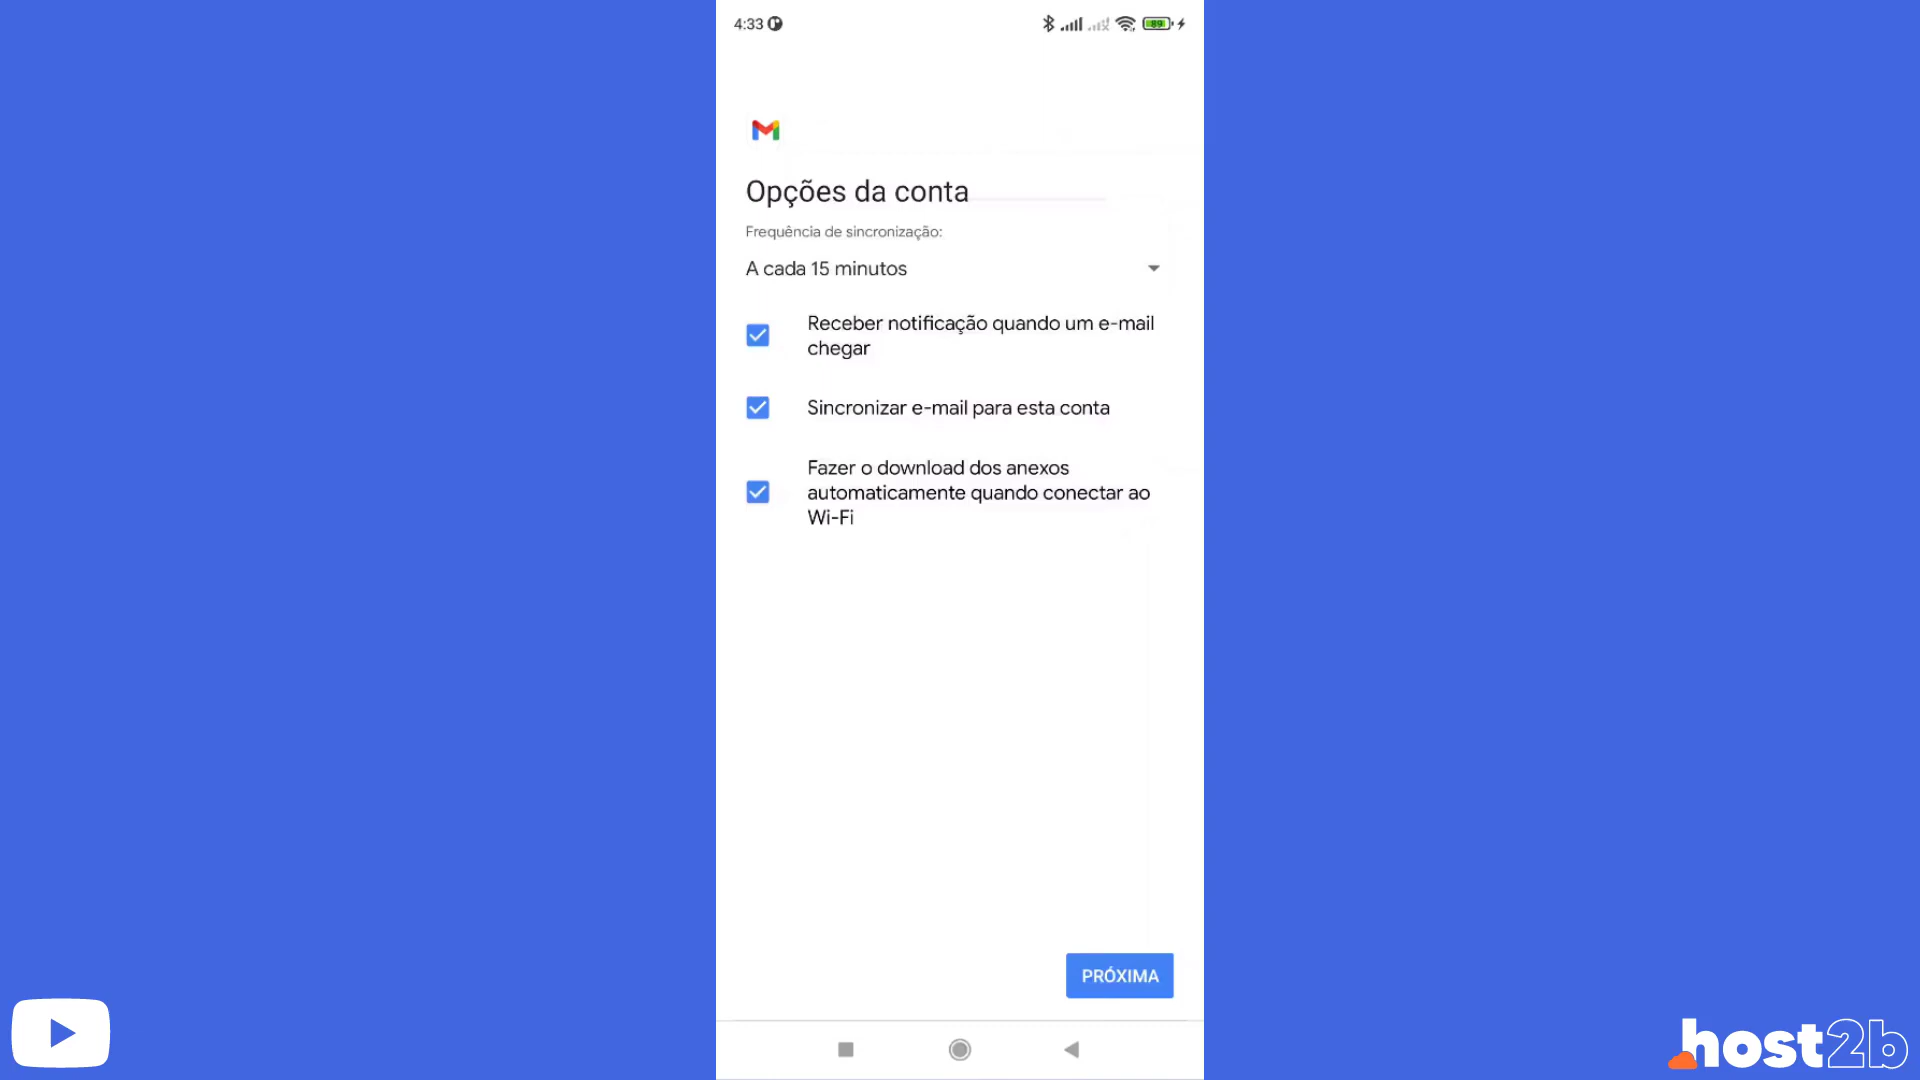 4:33
89
Opções da conta
Frequência de sincronização:
A cada 15 minutos
Receber notificação quando um e-mail
chegar
Sincronizar e-mail para esta conta
Fazer o download dos anexos
automaticamente quando conectar ao
Wi-Fi
PRÓXIMA
host2b